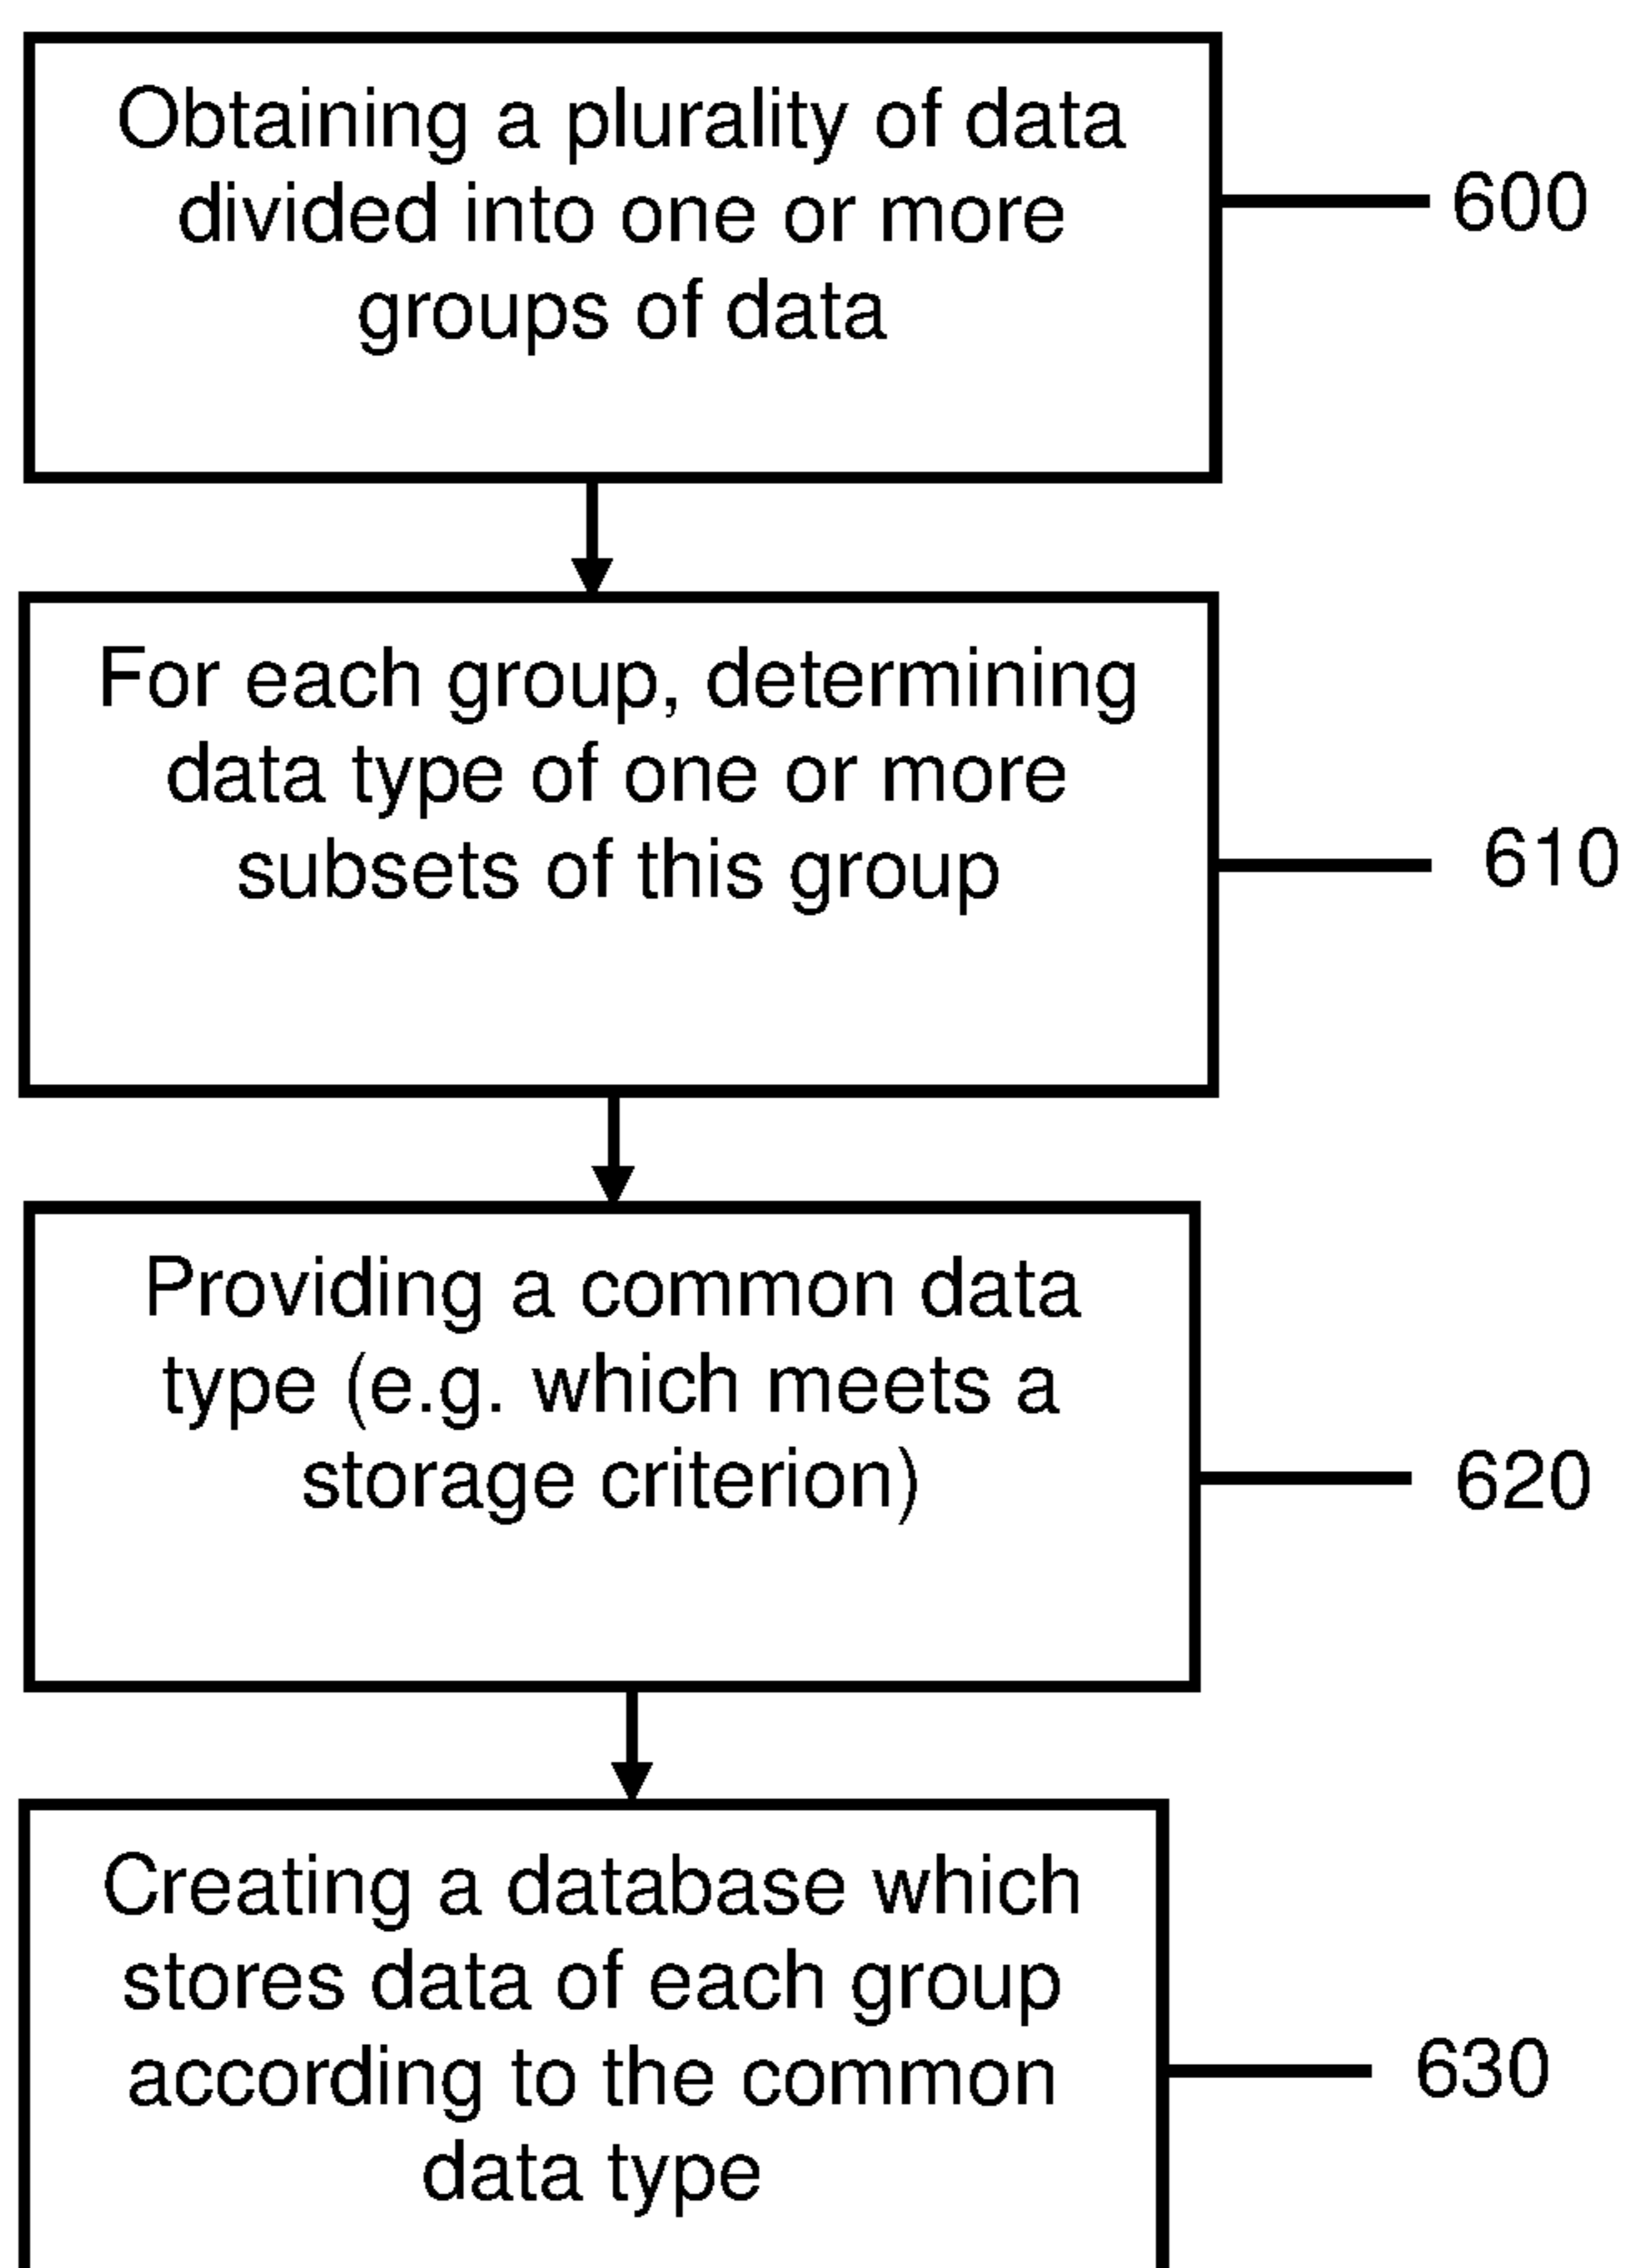 Obtaining a plurality of data
divided into one or more
groups of data
600
For each group, determining
data type of one or more
subsets of this group
610
Providing a common data
type (e.g. which meets a
storage criterion)
620
Creating a database which
stores data of each group
according to the common
data type
630